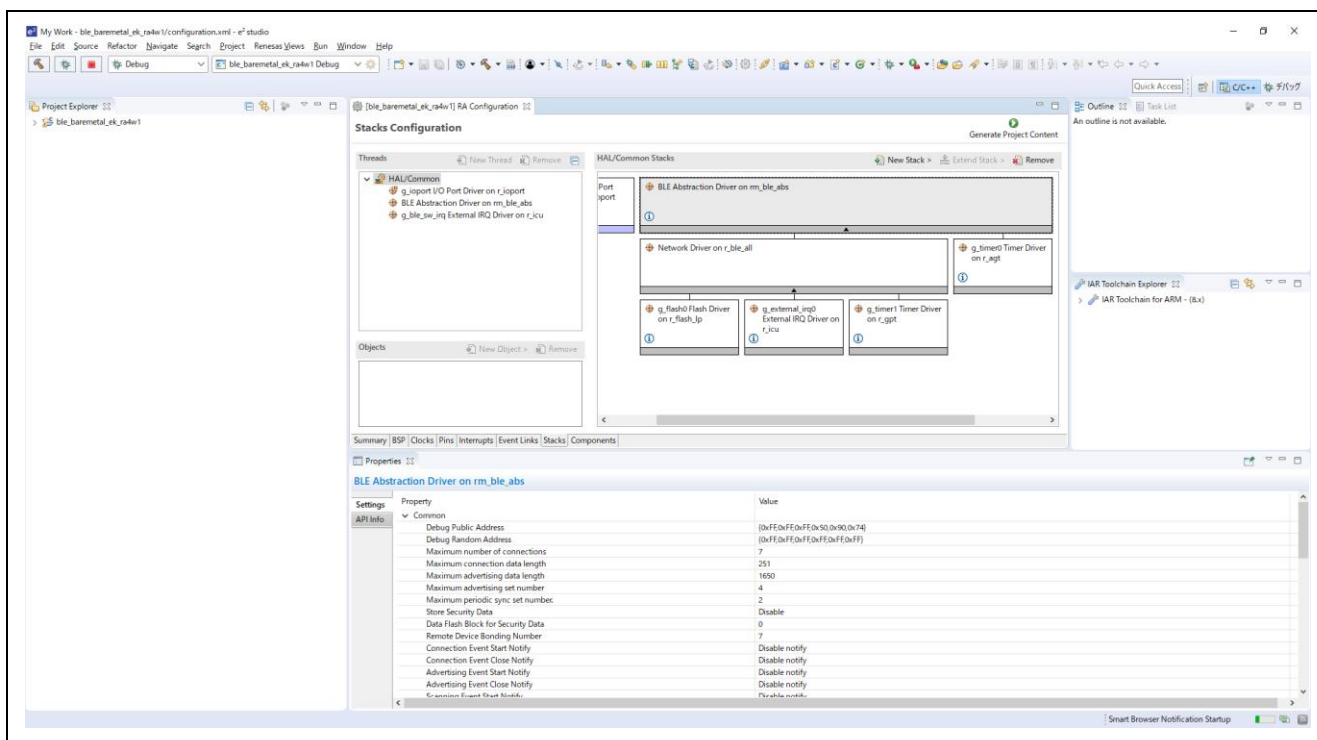 My Work - ble_baremetal_ek_ra4w1/configuration.xml - e² studio
File Edit Source Refactor Navigate Search Project Renesas Views Run Window Help
Debug
ble_baremetal_ek_ra4w1 Debug
Quick Access
C/C++
デバッグ
Project Explorer
ble_baremetal_ek_ra4w1
[ble_baremetal_ek_ra4w1] RA Configuration
Stacks Configuration
Generate Project Content
Threads
New Thread
Remove
HAL/Common
g_ioport I/O Port Driver on r_ioport
BLE Abstraction Driver on rm_ble_abs
g_ble_sw_irq External IRQ Driver on r_icu
Objects
New Object >
Remove
HAL/Common Stacks
New Stack >
Extend Stack >
Remove
Port
BLE Abstraction Driver on rm_ble_abs
Network Driver on r_ble_all
g_timer0 Timer Driver
on r_agt
g_flash0 Flash Driver
on r_flash_lp
g_external_irq0
External IRQ Driver on
r_icu
g_timer1 Timer Driver
on r_gpt
Summary BSP Clocks Pins Interrupts Event Links Stacks Components
Outline
Task List
An outline is not available.
IAR Toolchain Explorer
IAR Toolchain for ARM - (8.x)
Properties
BLE Abstraction Driver on rm_ble_abs
Settings
API Info
Property Value
Common
Debug Public Address {0xFF,0xFF,0xFF,0x50,0x90,0x74}
Debug Random Address {0xFF,0xFF,0xFF,0xFF,0xFF,0xFF}
Maximum number of connections 7
Maximum connection data length 251
Maximum advertising data length 1650
Maximum advertising set number 4
Maximum periodic sync set number. 2
Store Security Data Disable
Data Flash Block for Security Data 0
Remote Device Bonding Number 7
Connection Event Start Notify Disable notify
Connection Event Close Notify Disable notify
Advertising Event Start Notify Disable notify
Advertising Event Close Notify Disable notify
Scanning Event Start Notify Disable notify
Smart Browser Notification Startup